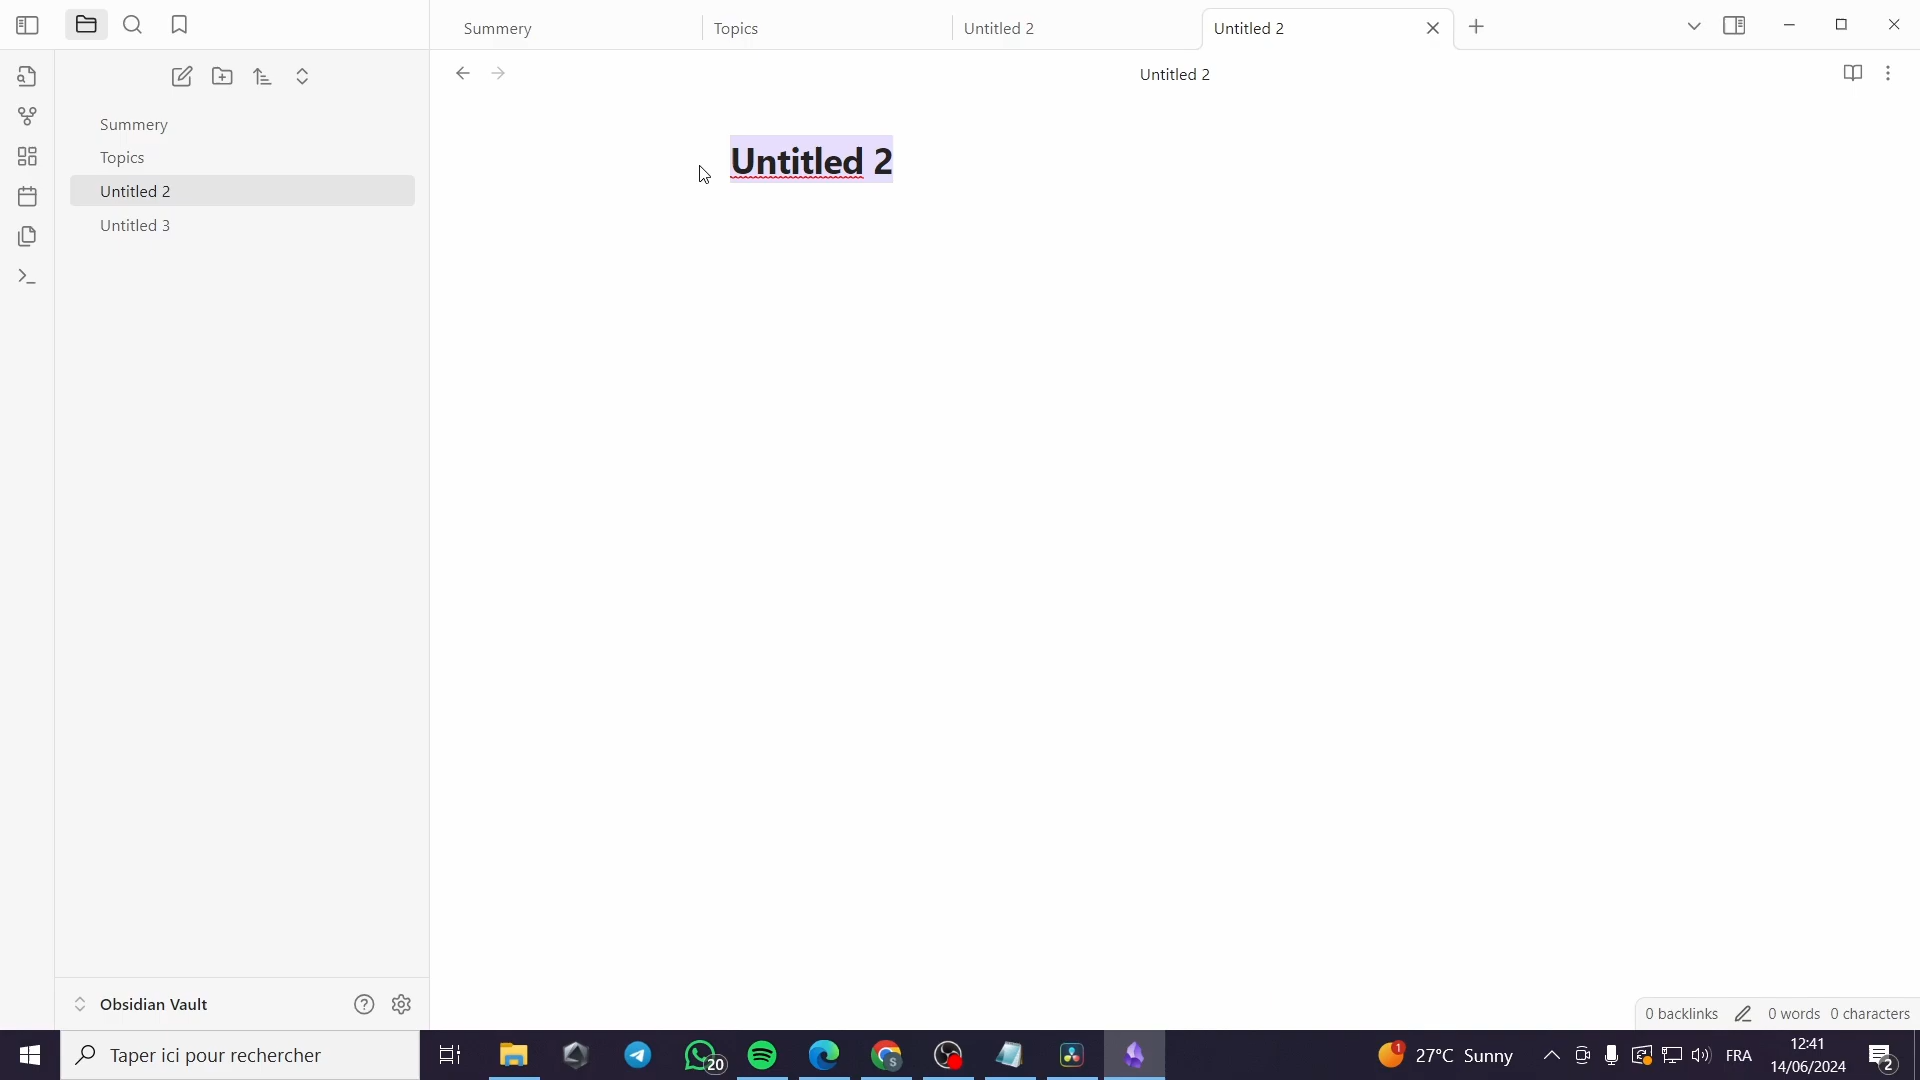 Summery
Topics
Untitled 2
Untitled 2
Untitled 2
Summery
Topics
Untitled 2
Untitled 3
Untitled 2
Obsidian Vault
0 backlinks
0 words 0 characters
Taper ici pour rechercher
20
1
27°C Sunny
FRA
12:41
14/06/2024
2